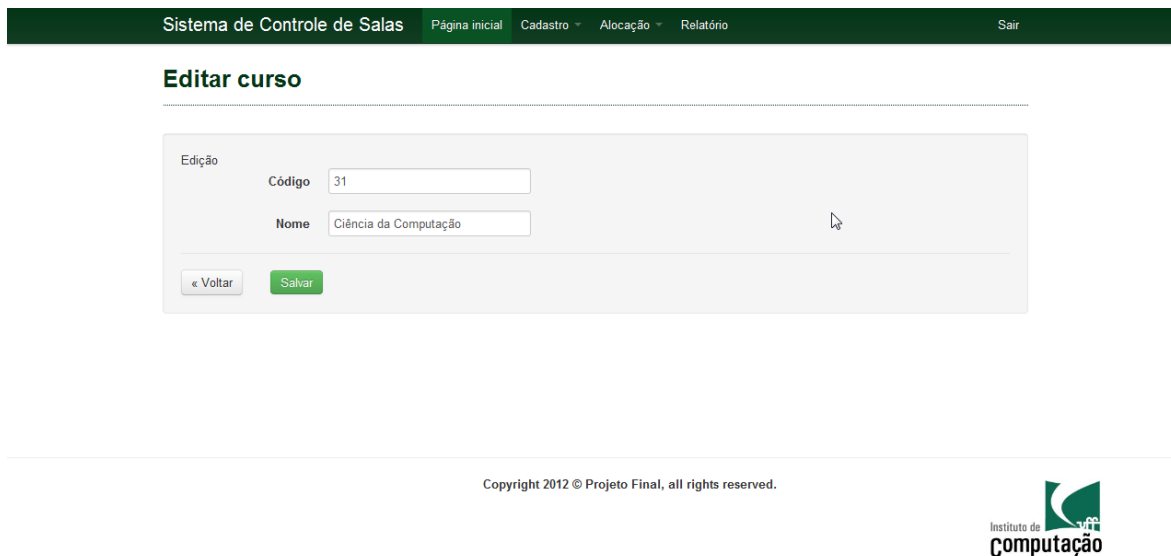 Sistema de Controle de Salas Página inicial Cadastro Alocação Relatório Sair
Editar curso
Edição
Código 31
Nome Ciência da Computação
« Voltar Salvar
Copyright 2012 © Projeto Final, all rights reserved.
uff
Instituto de
Computação